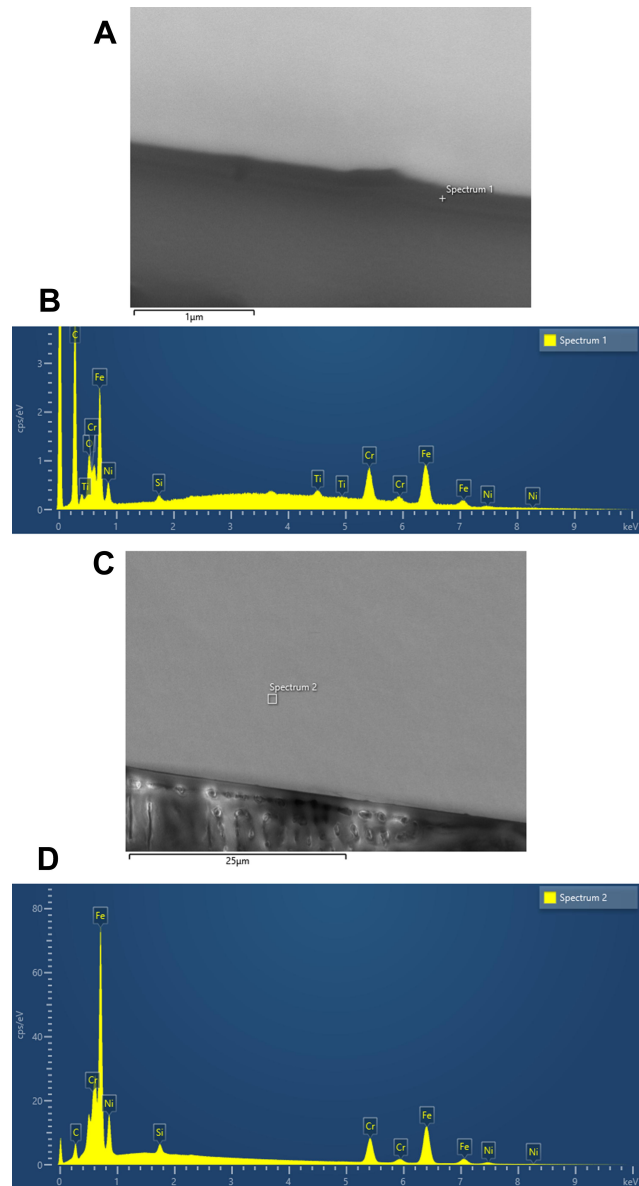 A
Spectrum 1
1µm
B
Spectrum 1
C
Fe
Cr
C
Ti
Ni
Si
Ti
Ti
Cr
Cr
Fe
Fe
Ni
Ni
3
2
1
0
cps/eV
0 1 2 3 4 5 6 7 8 9 keV
C
Spectrum 2
25µm
D
Spectrum 2
Fe
Cr
Ni
C
Si
Cr
Cr
Fe
Fe
Ni
Ni
80
60
40
20
0
cps/eV
0 1 2 3 4 5 6 7 8 9 keV